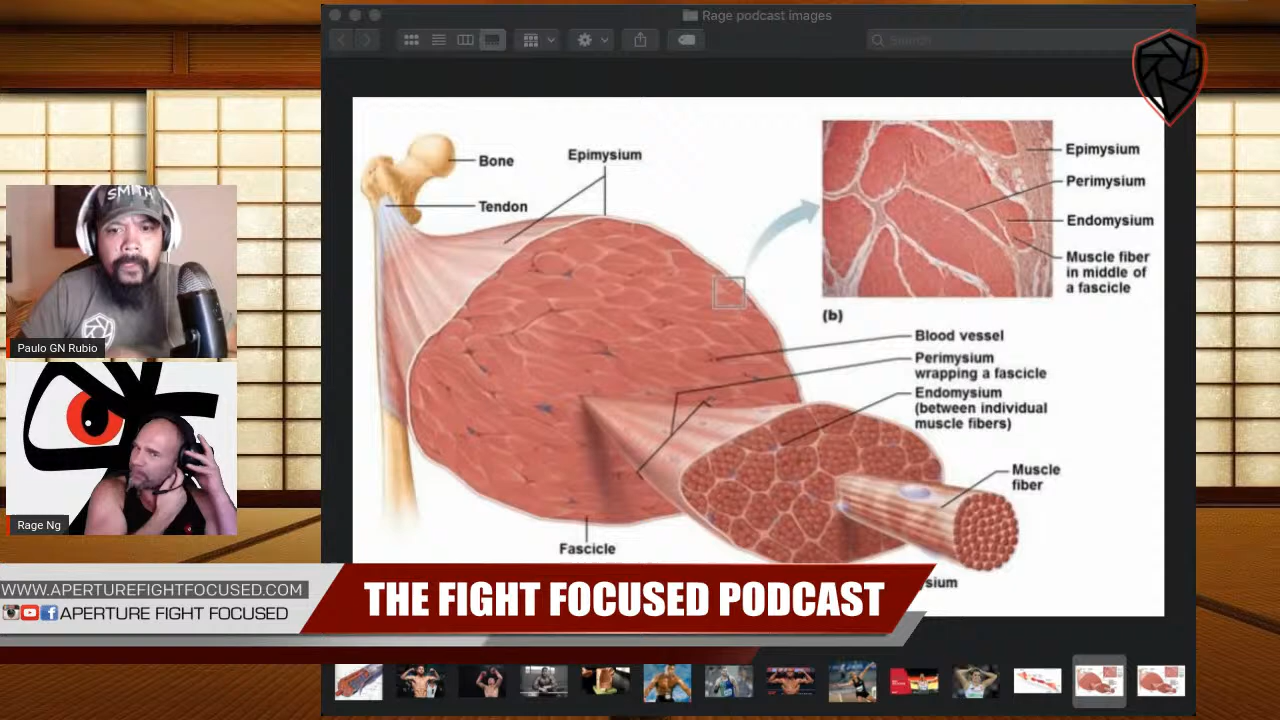 Rage podcast images
Search
SMITH
Paulo GN Rubio
Rage Ng
Bone
Tendon
Epimysium
Epimysium
Perimysium
Endomysium
Muscle fiber
in middle of
a fascicle
(b)
Blood vessel
Perimysium
wrapping a fascicle
Endomysium
(between individual
muscle fibers)
Muscle
fiber
Fascicle
WWW.APERTUREFIGHTFOCUSED.COM
APERTURE FIGHT FOCUSED
THE FIGHT FOCUSED PODCAST